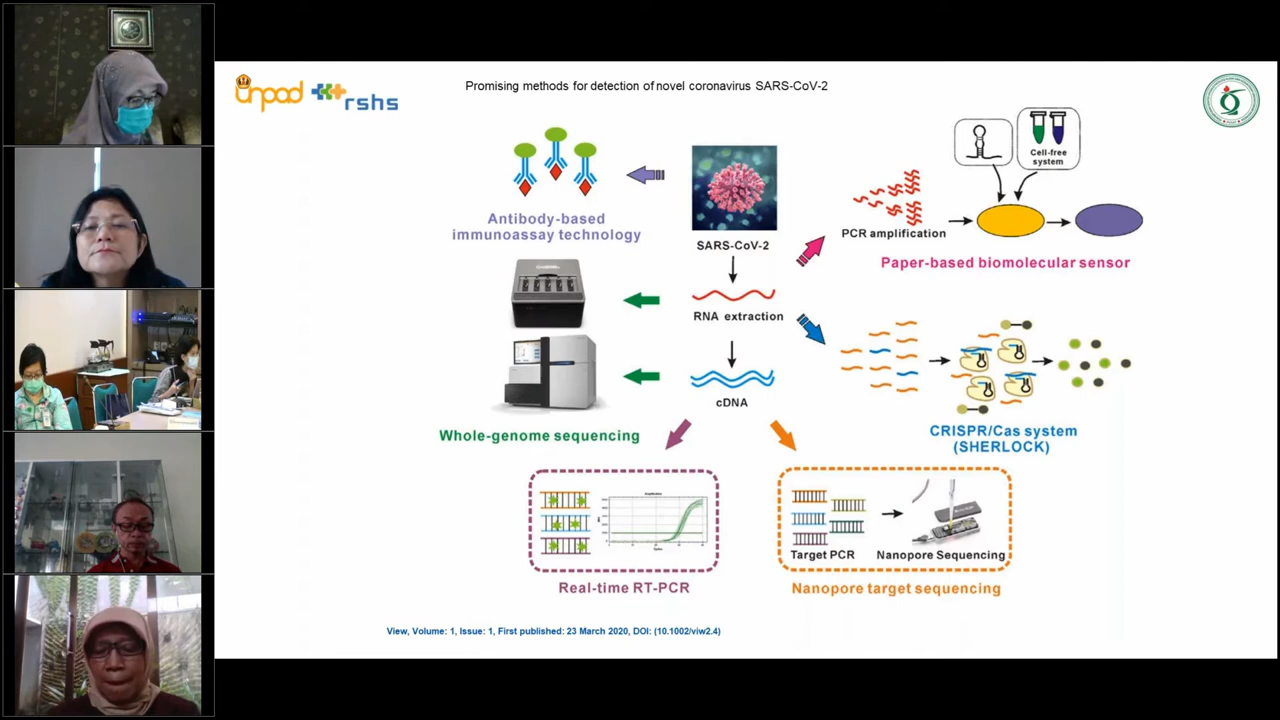 Promising methods for detection of novel coronavirus SARS-CoV-2
unpad
rshs
Cell-free
system
Antibody-based
immunoassay technology
SARS-CoV-2
PCR amplification
Paper-based biomolecular sensor
RNA extraction
cDNA
Whole-genome sequencing
CRISPR/Cas system
(SHERLOCK)
Target PCR
Nanopore Sequencing
Real-time RT-PCR
Nanopore target sequencing
View, Volume: 1, Issue: 1, First published: 23 March 2020, DOI: (10.1002/viw2.4)